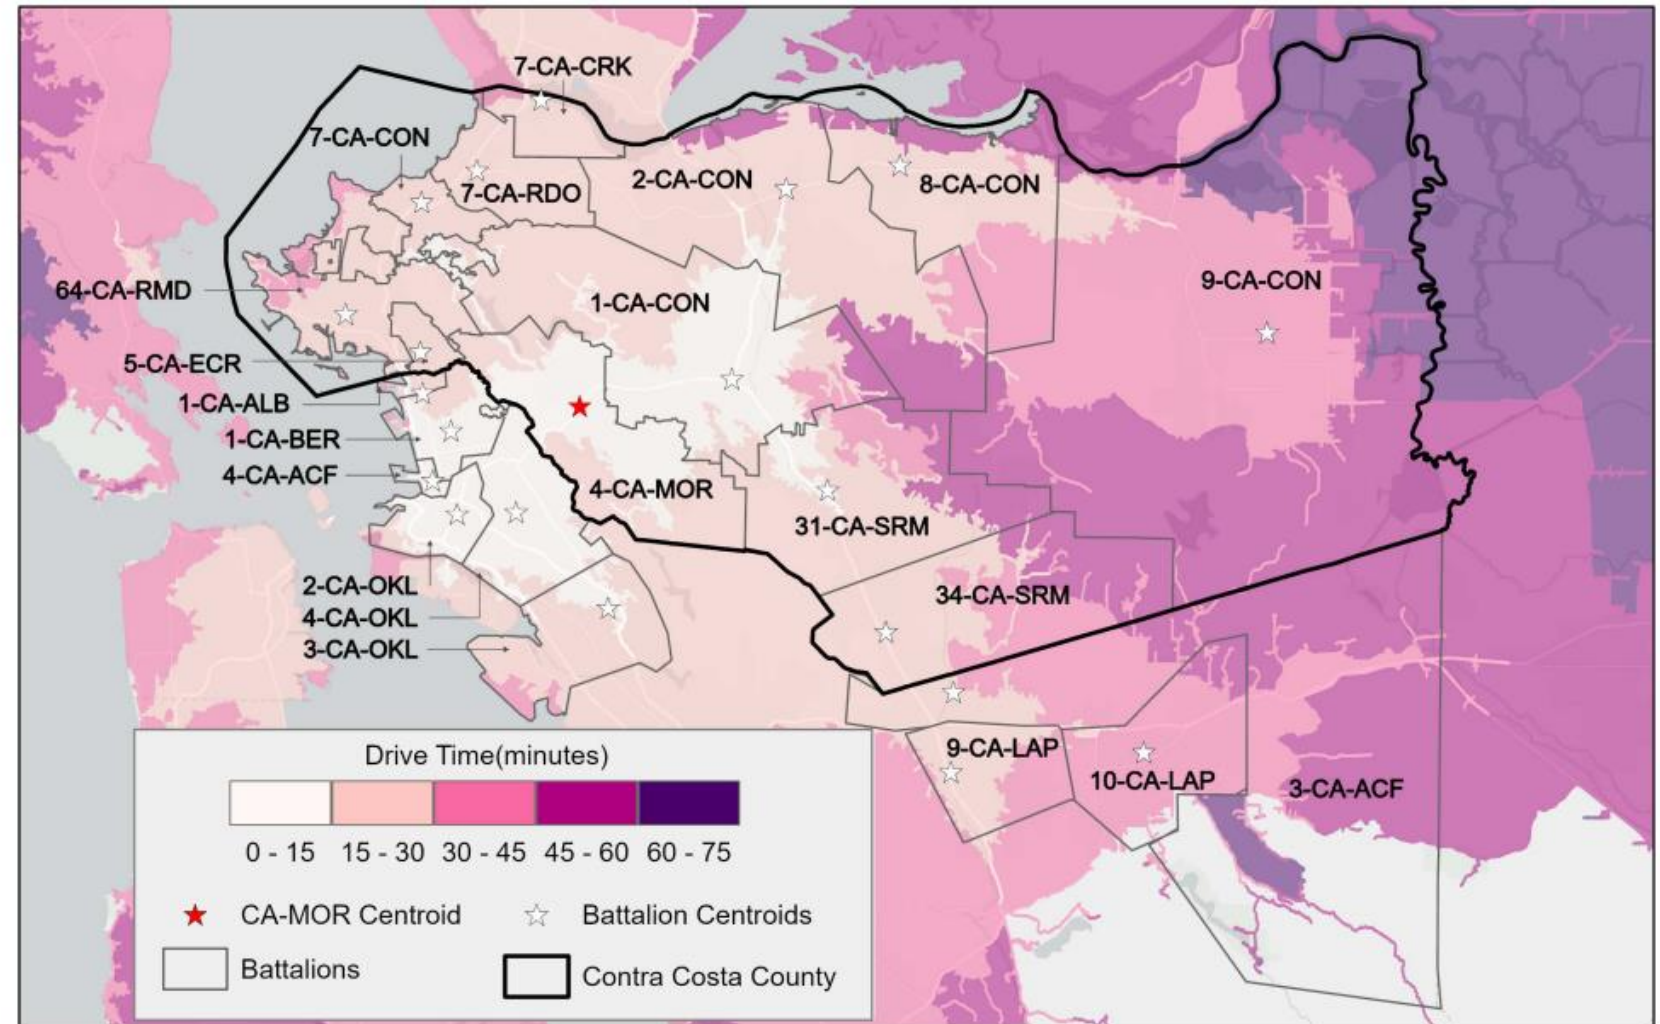 7-CA-CRK
7-CA-CON
2-CA-CON
7-CA-RDO
8-CA-CON
9-CA-CON
64-CA-RMD
1-CA-CON
5-CA-ECR
1-CA-ALB
1-CA-BER
4-CA-ACF
4-CA-MOR
31-CA-SRM
2-CA-OKL
34-CA-SRM
4-CA-OKL
3-CA-OKL
9-CA-LAP
10-CA-LAP
3-CA-ACF
Drive Time(minutes)
0 - 15 15 - 30 30 - 45 45 - 60 60 - 75
CA-MOR Centroid
Battalion Centroids
Battalions
Contra Costa County